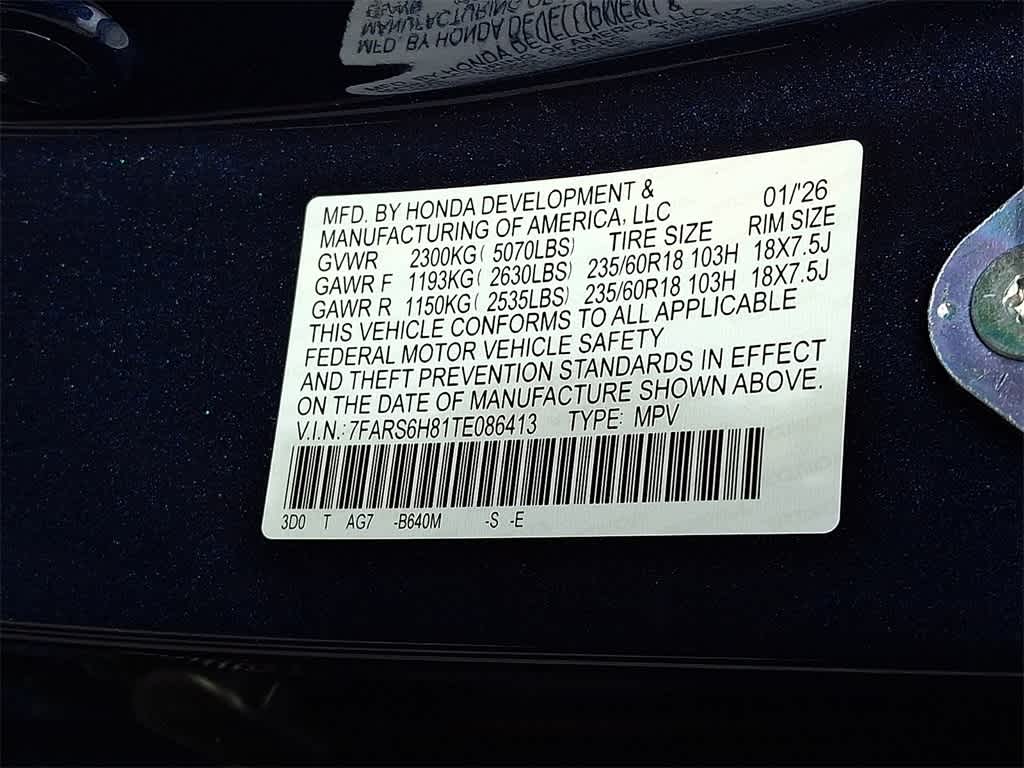 MFD. BY HONDA DEVELOPMENT &
MANUFACTURING OF AMERICA, LLC 01/'26
GVWR 2300KG( 5070LBS) TIRE SIZE RIM SIZE
GAWR F 1193KG( 2630LBS) 235/60R18 103H 18X7.5J
GAWR R 1150KG( 2535LBS) 235/60R18 103H 18X7.5J
THIS VEHICLE CONFORMS TO ALL APPLICABLE
FEDERAL MOTOR VEHICLE SAFETY
AND THEFT PREVENTION STANDARDS IN EFFECT
ON THE DATE OF MANUFACTURE SHOWN ABOVE.
V.I.N.: 7FARS6H81TE086413 TYPE: MPV
3D0 T AG7 -B640M -S -E